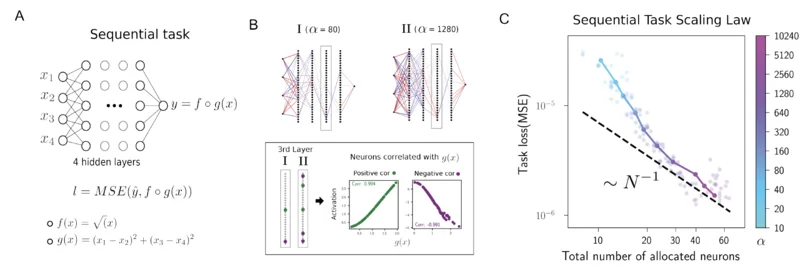 A
Sequential task
x₁
x₂
x₃
x₄
y = f ∘ g(x)
4 hidden layers
l = MSE(ŷ, f ∘ g(x))
f(x) = √(x)
g(x) = (x₁ − x₂)² + (x₃ − x₄)²
B
I (α = 80)
II (α = 1280)
3rd Layer
I II
Neurons correlated with g(x)
Positive cor
Negative cor
Corr: 0.994
Activation
g(x)
C
Sequential Task Scaling Law
Task loss(MSE)
10⁻⁵
10⁻⁶
~ N⁻¹
10 20 30 40 60
Total number of allocated neurons
10240
5120
2560
1280
640
320
160
80
40
20
10
α